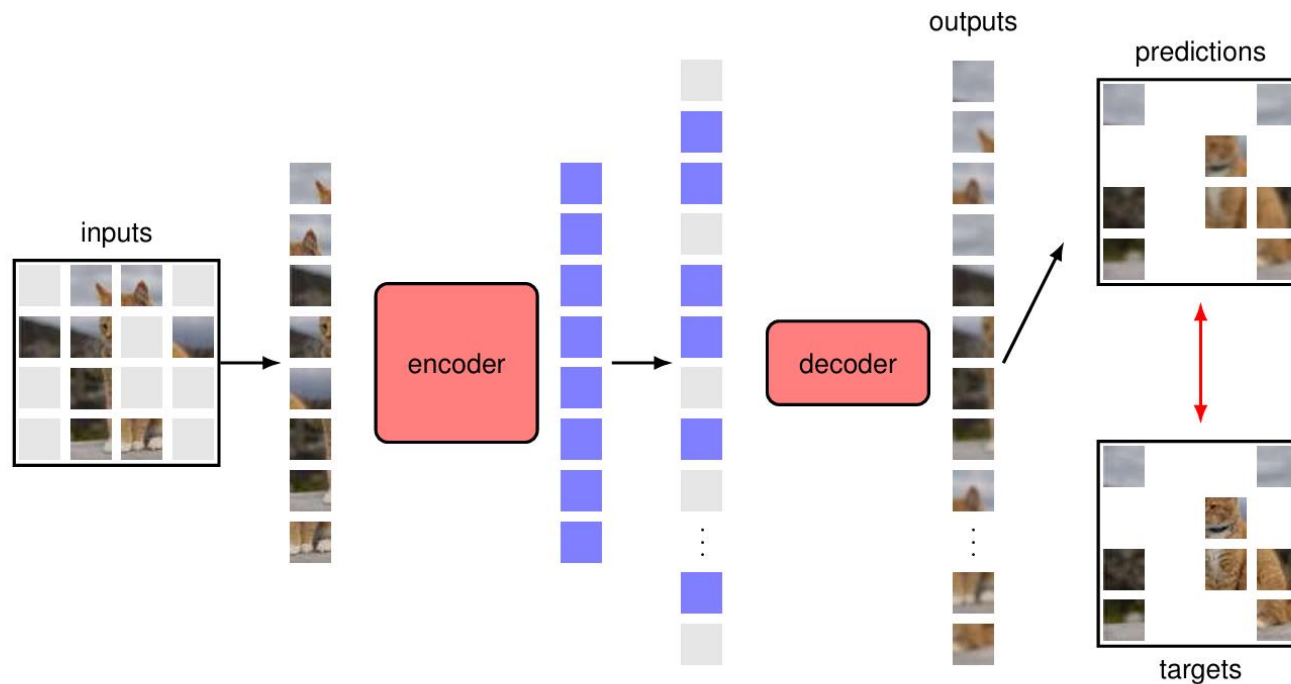 outputs
predictions
inputs
encoder
decoder
targets